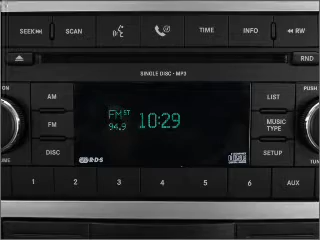 SEEK SCAN TIME INFO RW
SINGLE DISC • MP3 RND
ON PUSH
AM LIST
FM ST 10:29
94.9
FM MUSIC TYPE
DISC SETUP
RDS
1 2 3 4 5 6 AUX